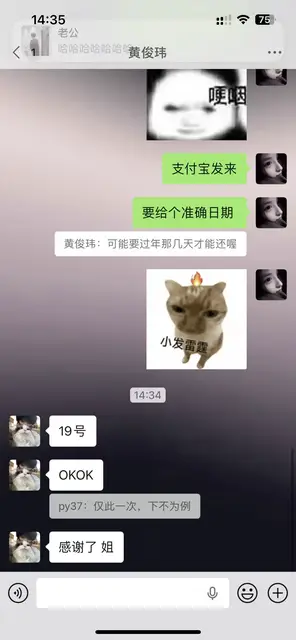 14:35
75
老公
哈哈哈哈哈哈哈
1
黄俊玮
哽咽
支付宝发来
要给个准确日期
黄俊玮：可能要过年那几天才能还喔
小发雷霆
14:34
19号
OKOK
py37：仅此一次，下不为例
感谢了 姐